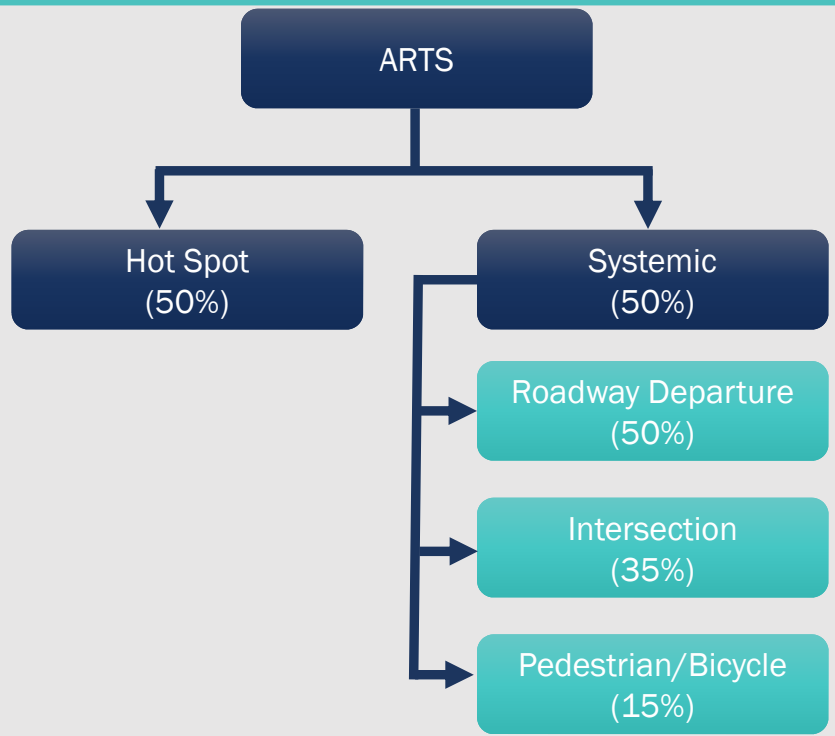 ARTS
Hot Spot
(50%)
Systemic
(50%)
Roadway Departure
(50%)
Intersection
(35%)
Pedestrian/Bicycle
(15%)